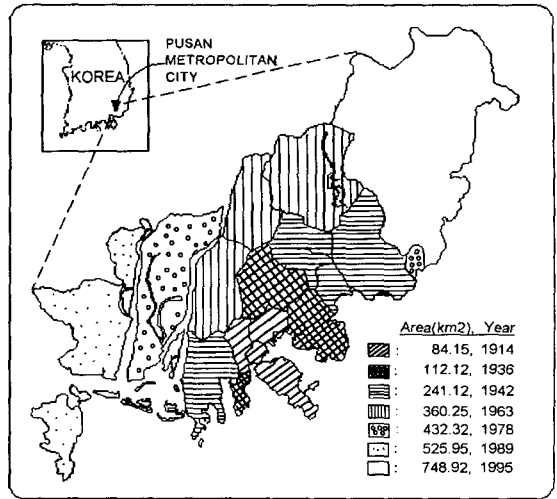 PUSAN
METROPOLITAN
CITY
KOREA
Area(km2), Year
: 84.15, 1914
: 112.12, 1936
: 241.12, 1942
: 360.25, 1963
: 432.32, 1978
: 525.95, 1989
: 748.92, 1995